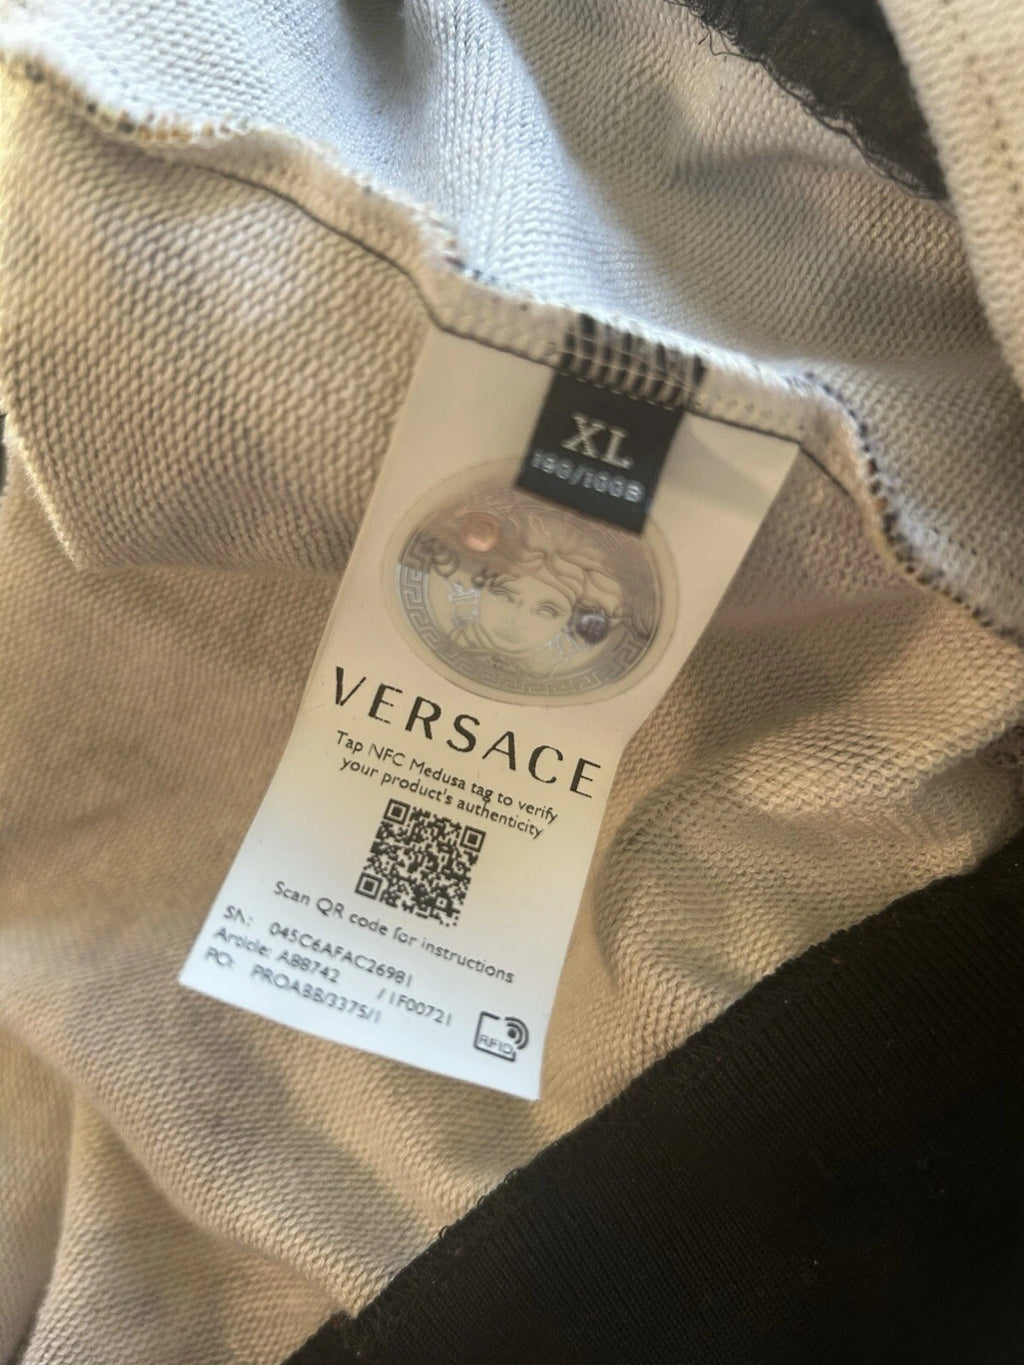 XL
190/100B
VERSACE
Tap NFC Medusa tag to verify
your product's authenticity
Scan QR code for instructions
SN: 045C6AFAC26981
Article: A88742 /1F00721
PO: PROABB/3375/1
RFID